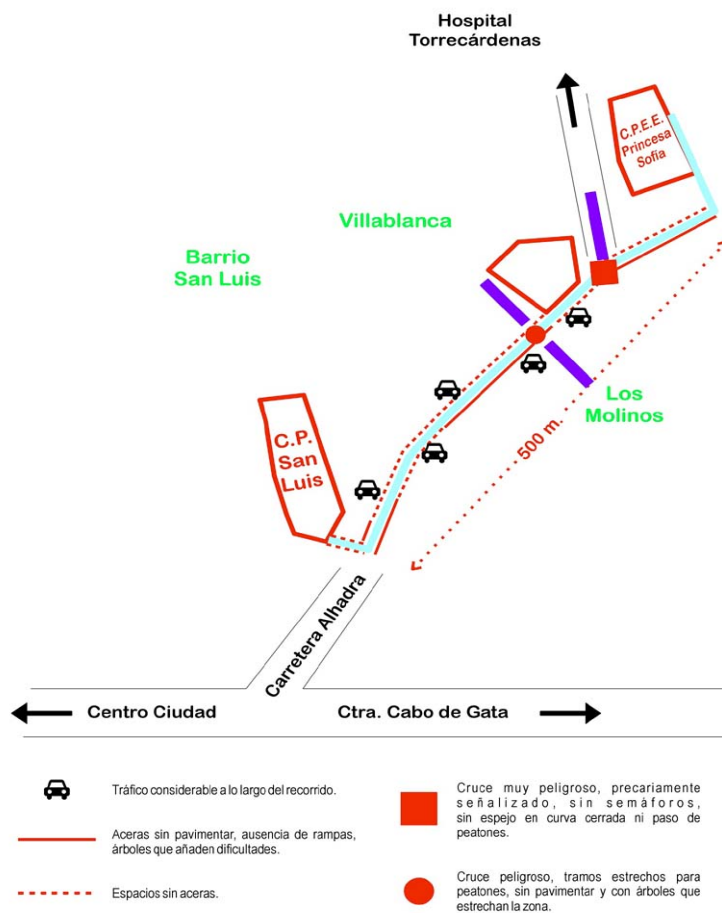 Hospital
Torrecárdenas
C.P.E.E.
Princesa
Sofía
Villablanca
Barrio
San Luis
Los
Molinos
500 m.
C.P.
San
Luis
Carretera Alhadra
Centro Ciudad
Ctra. Cabo de Gata
Tráfico considerable a lo largo del recorrido.
Aceras sin pavimentar, ausencia de rampas,
árboles que añaden dificultades.
Espacios sin aceras.
Cruce muy peligroso, precariamente
señalizado, sin semáforos,
sin espejo en curva cerrada ni paso de
peatones.
Cruce peligroso, tramos estrechos para
peatones, sin pavimentar y con árboles que
estrechan la zona.